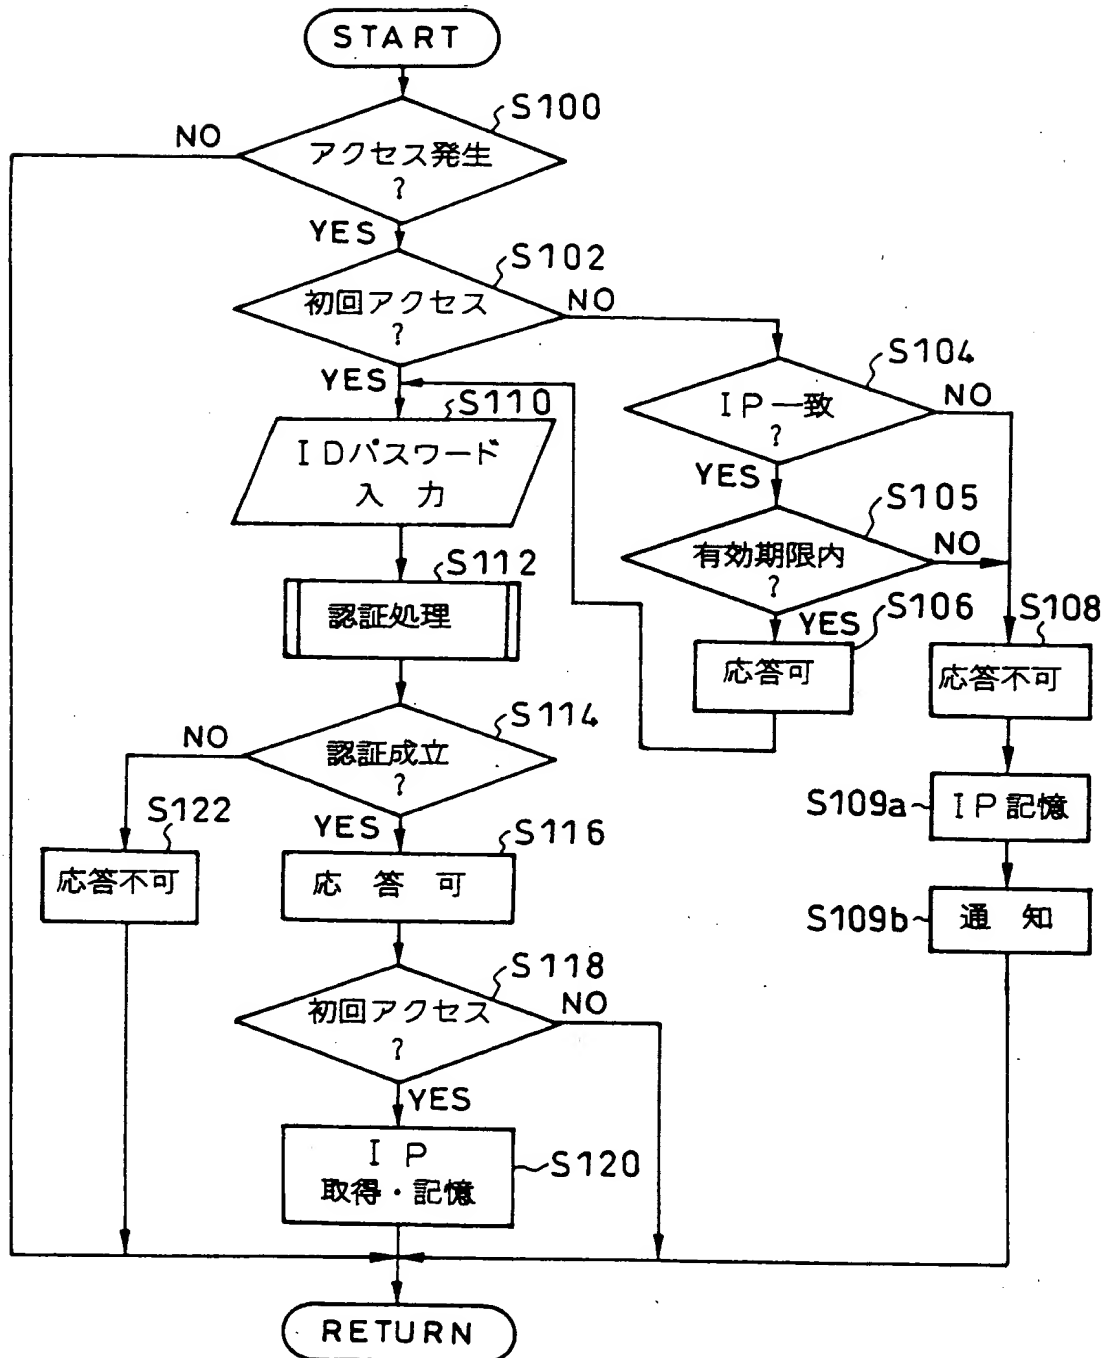 START
S100
NO
アクセス発生
?
YES
S102
初回アクセス
?
NO
YES
S104
IP一致
?
NO
YES
S110
IDパスワード
入力
S105
有効期限内
?
NO
YES
S112
認証処理
S106
応答可
S108
応答不可
S114
認証成立
?
NO
YES
S109a
IP記憶
S122
応答不可
S116
応答可
S109b
通知
S118
初回アクセス
?
NO
YES
IP
取得・記憶
S120
RETURN